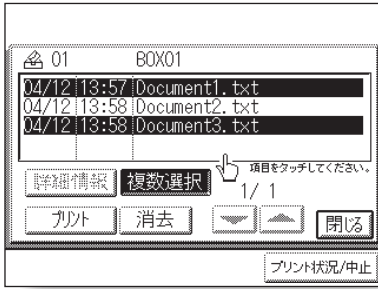 01 BOX01
04/12 13:57 Document1.txt
04/12 13:58 Document2.txt
04/12 13:58 Document3.txt
項目をタッチしてください。
詳細情報 複数選択 1/ 1
プリント 消去 閉じる
プリント状況/中止